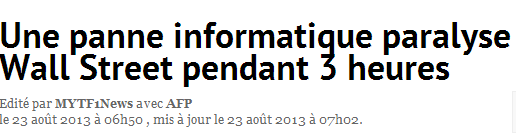 Une panne informatique paralyse
Wall Street pendant 3 heures
Edité par MYTF1News avec AFP
le 23 août 2013 à 06h50 , mis à jour le 23 août 2013 à 07h02.